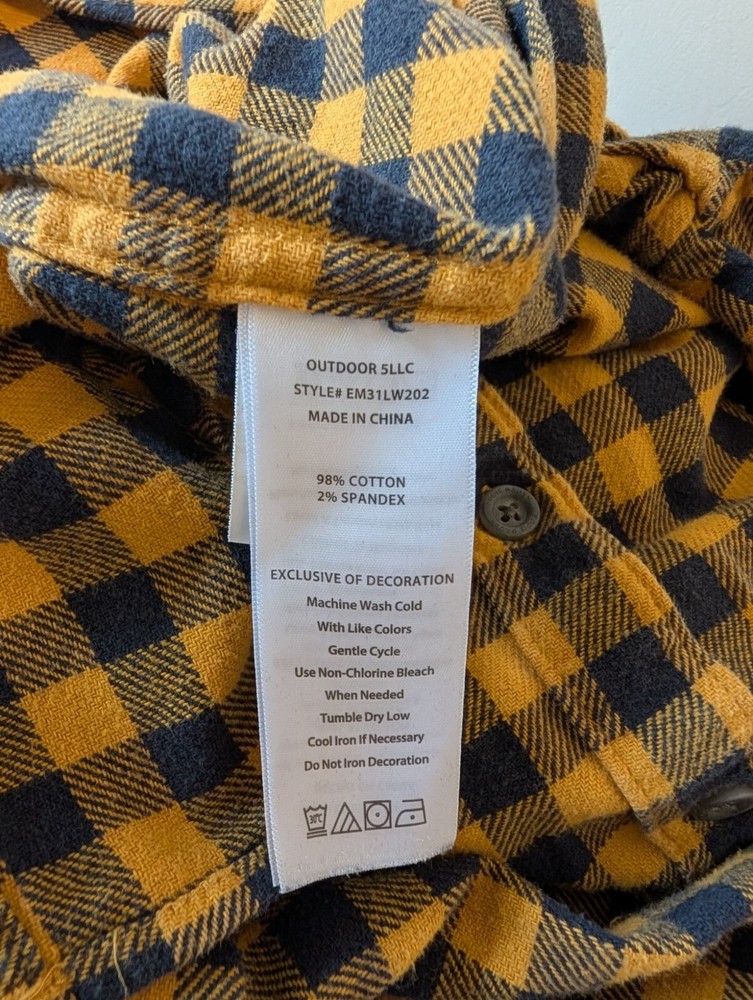 OUTDOOR 5LLC
STYLE# EM31LW202
MADE IN CHINA
98% COTTON
2% SPANDEX
EXCLUSIVE OF DECORATION
Machine Wash Cold
With Like Colors
Gentle Cycle
Use Non-Chlorine Bleach
When Needed
Tumble Dry Low
Cool Iron If Necessary
Do Not Iron Decoration
30°C